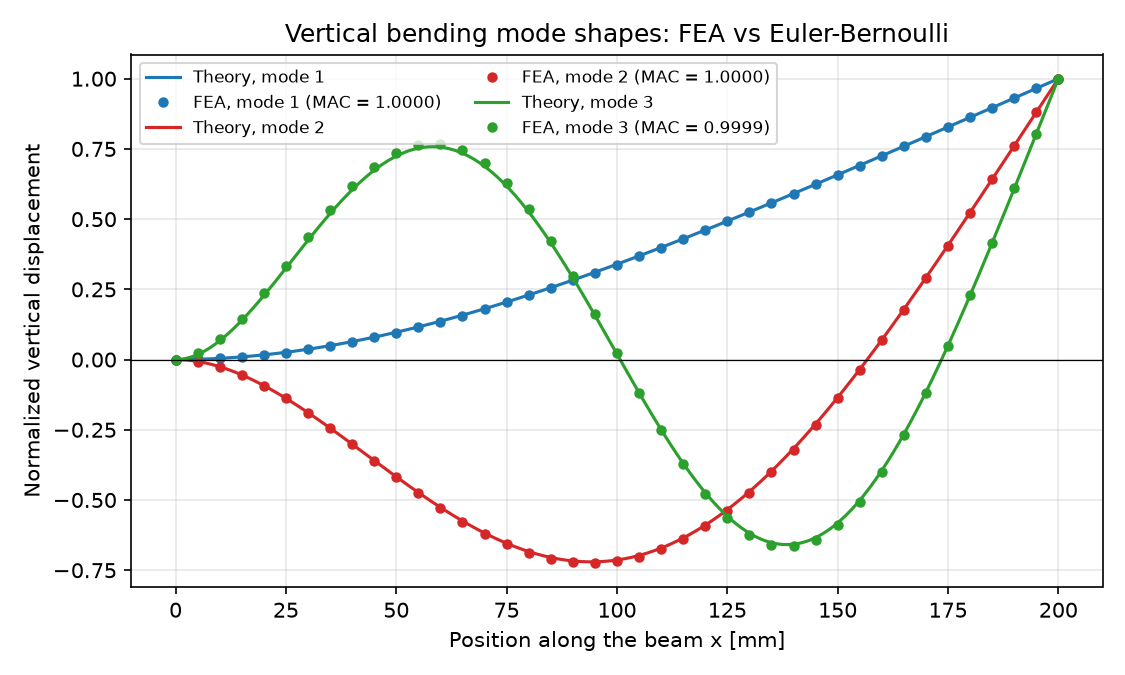 Vertical bending mode shapes: FEA vs Euler-Bernoulli
Theory, mode 1
FEA, mode 1 (MAC = 1.0000)
Theory, mode 2
FEA, mode 2 (MAC = 1.0000)
Theory, mode 3
FEA, mode 3 (MAC = 0.9999)
Normalized vertical displacement
1.00
0.75
0.50
0.25
0.00
−0.25
−0.50
−0.75
0 25 50 75 100 125 150 175 200
Position along the beam x [mm]